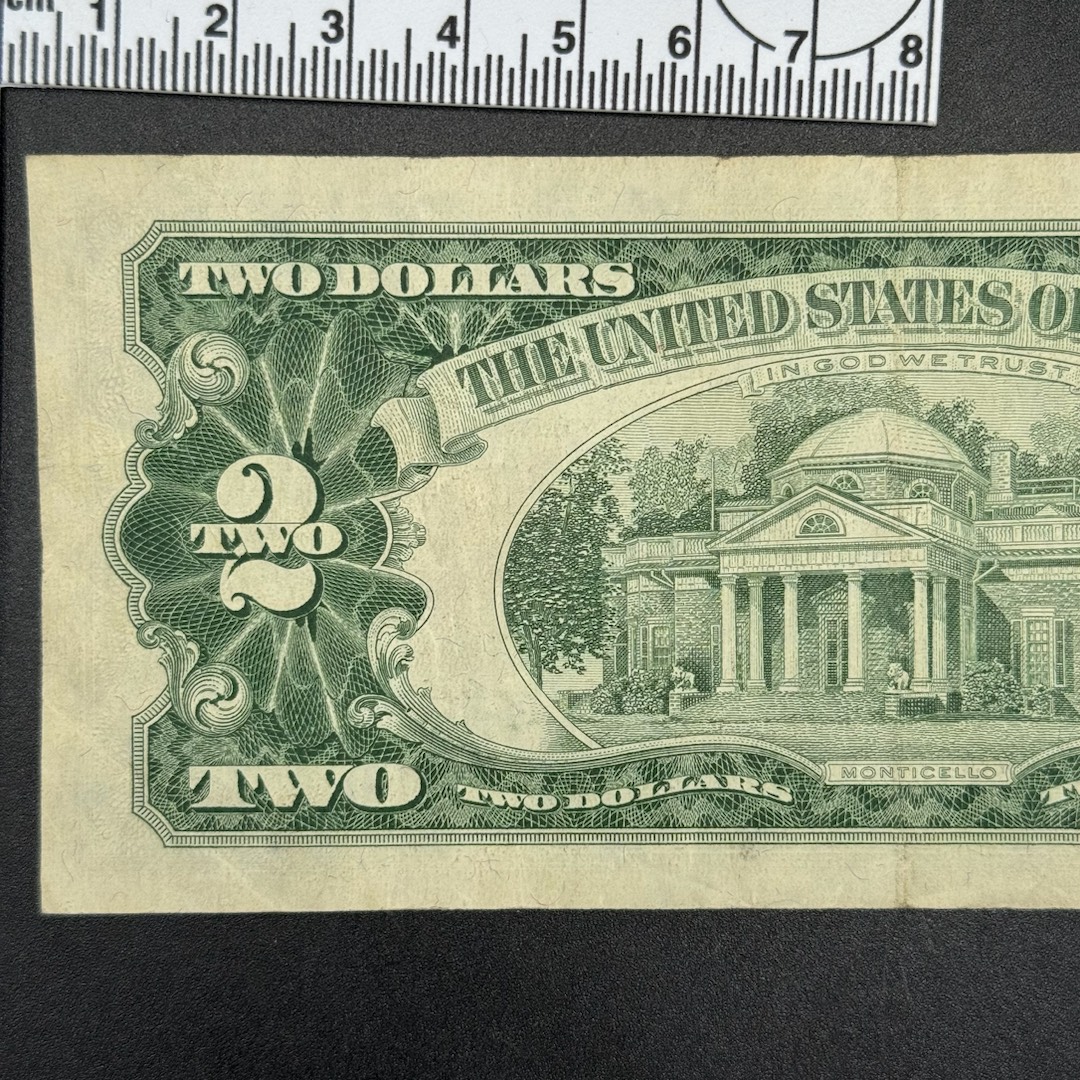 cm 1 2 3 4 5 6 7 8
TWO DOLLARS
THE UNITED STATES O
IN GOD WE TRUST
2
TWO
MONTICELLO
TWO TWO DOLLARS